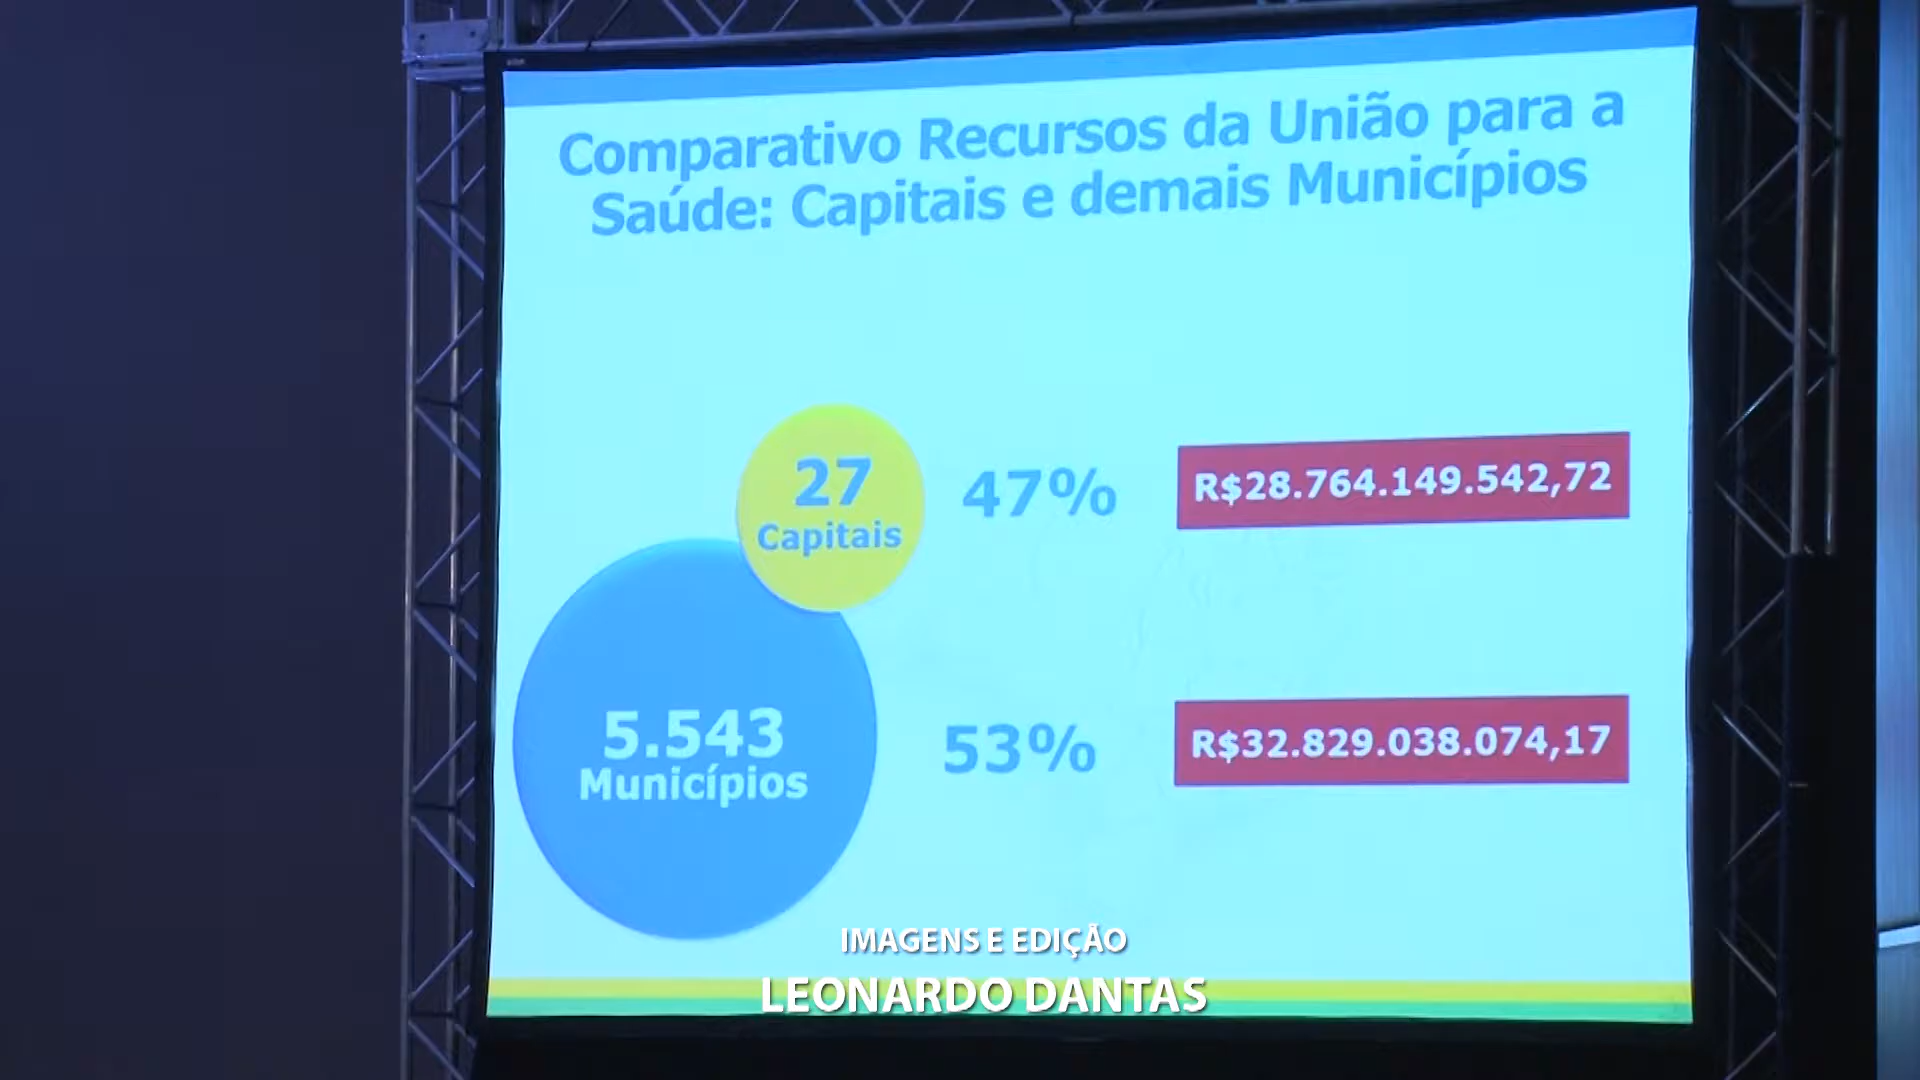 Comparativo Recursos da União para a
Saúde: Capitais e demais Municípios
27
Capitais
47%
R$28.764.149.542,72
5.543
Municípios
53%
R$32.829.038.074,17
IMAGENS E EDIÇÃO
LEONARDO DANTAS